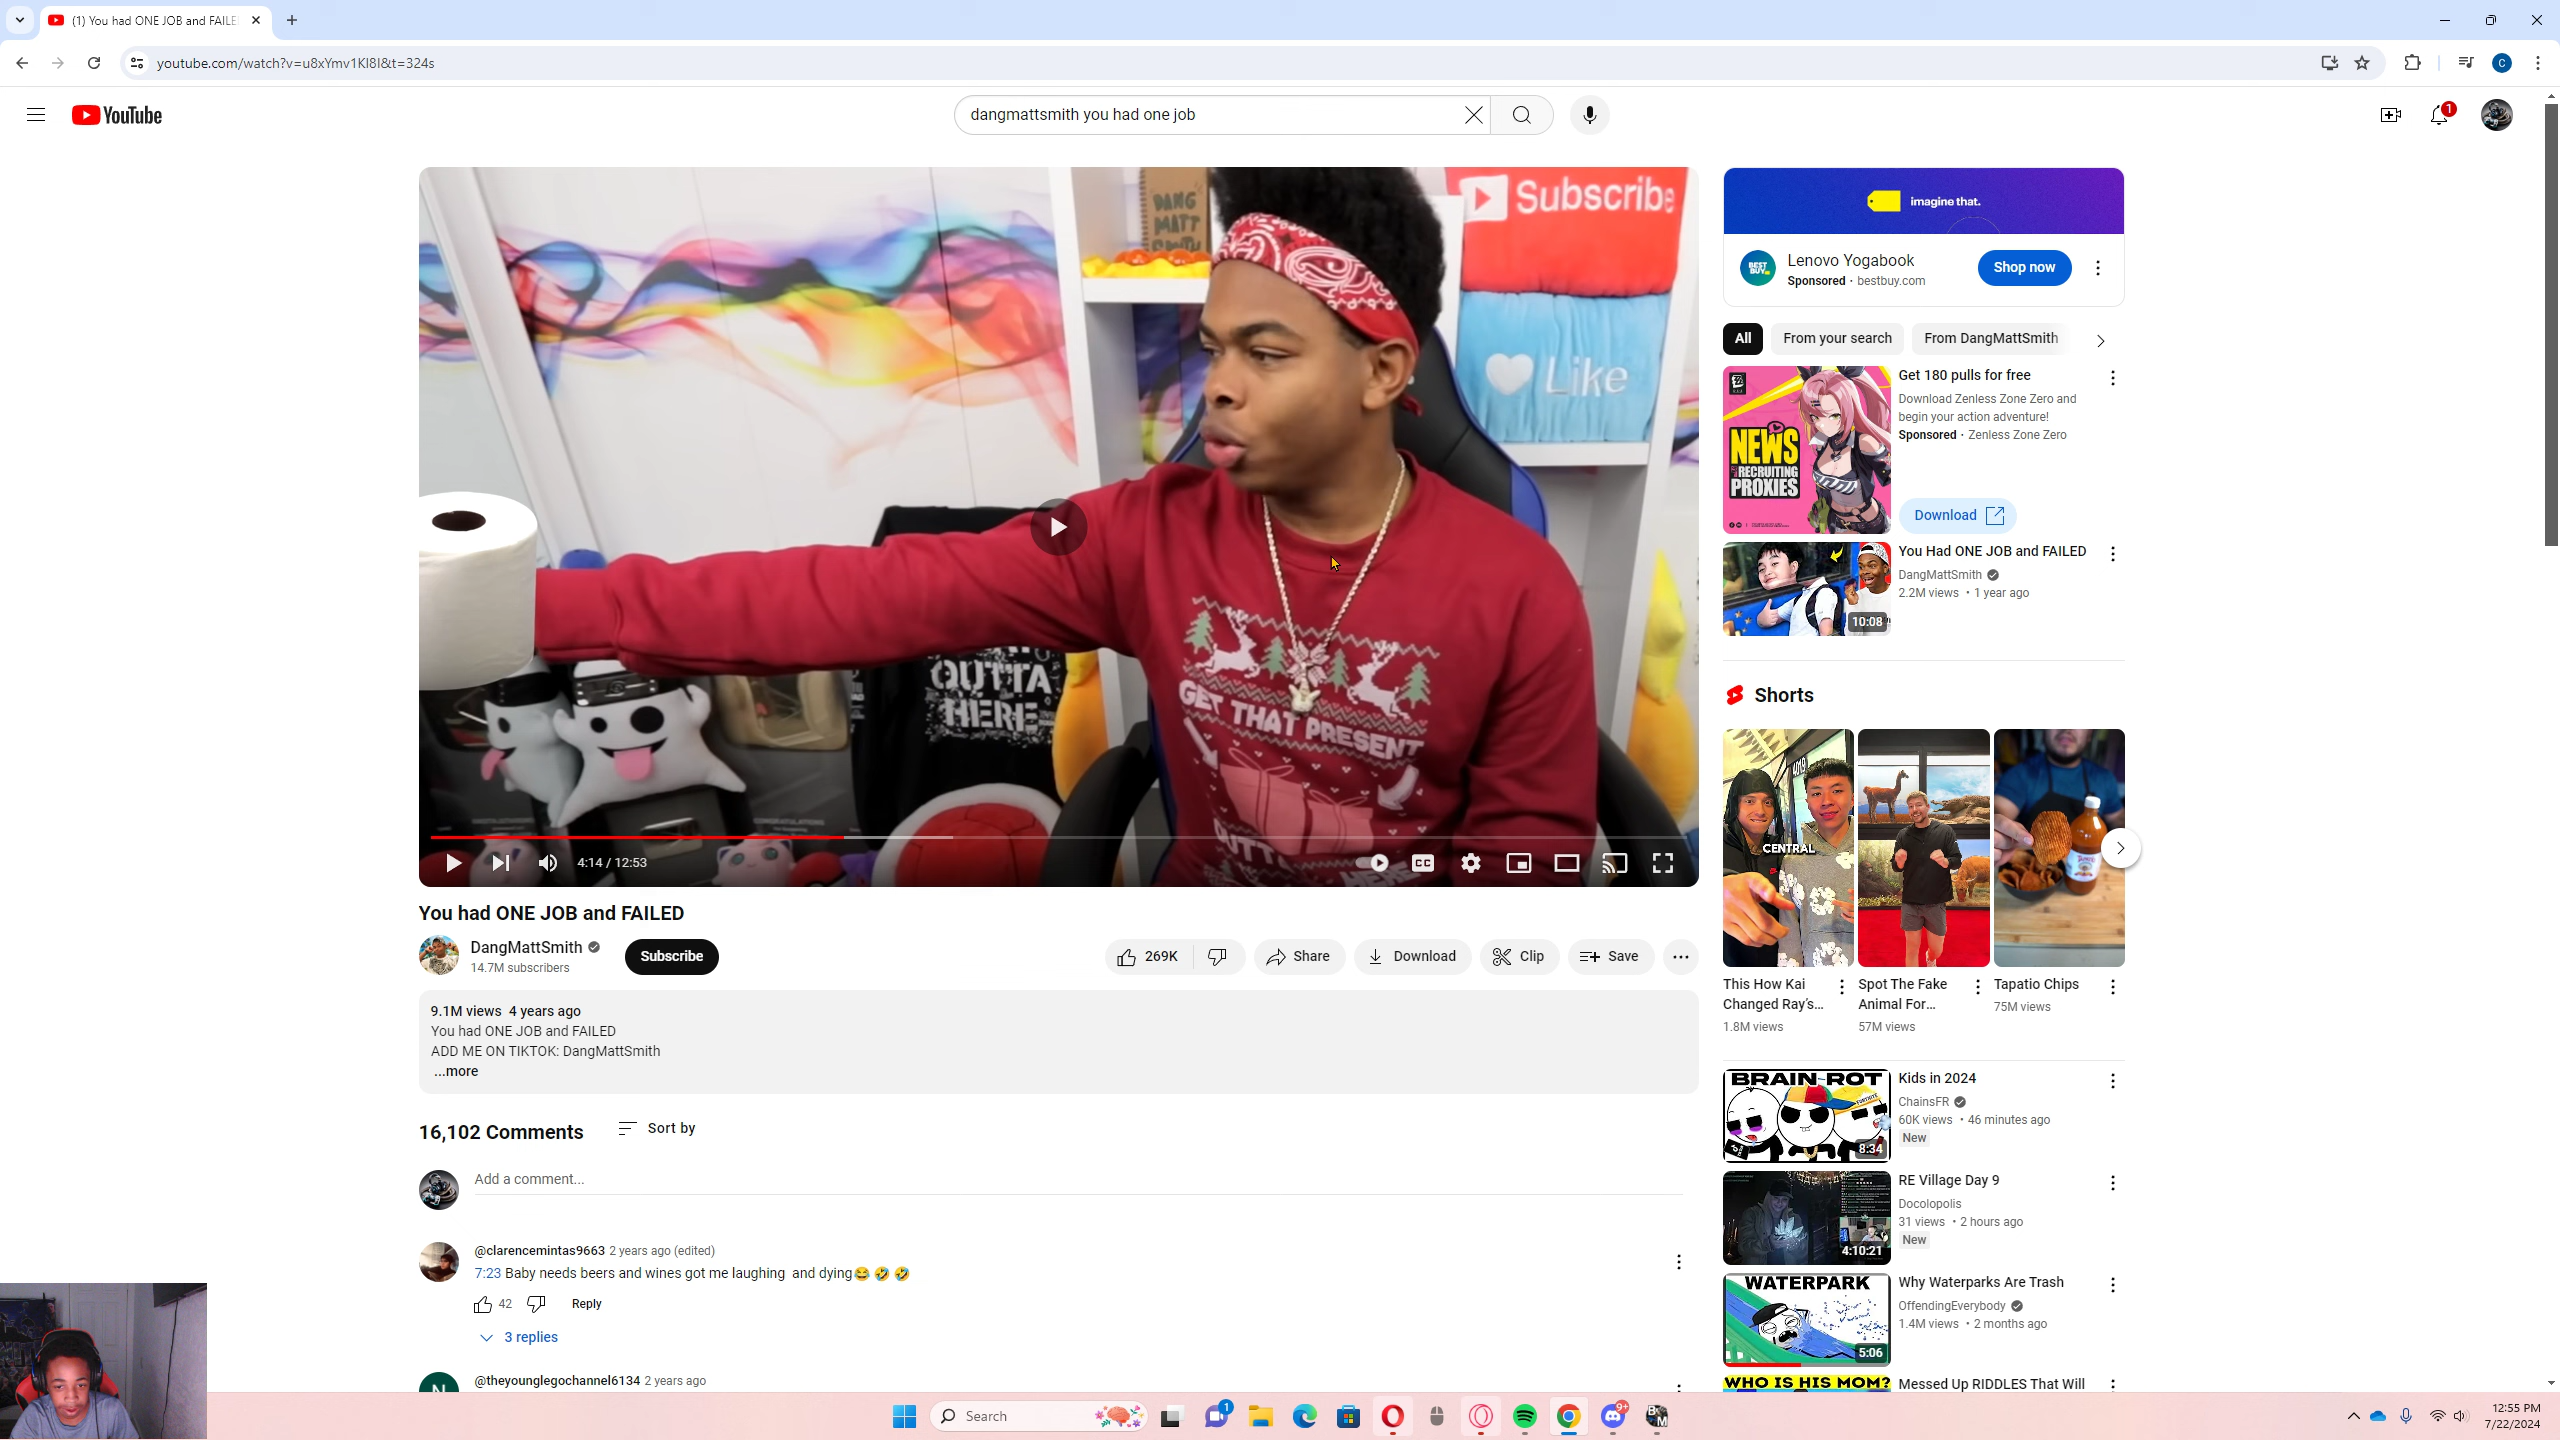 (1) You had ONE JOB and FAILE
youtube.com/watch?v=u8xYmv1KI8I&t=324s
YouTube
dangmattsmith you had one job
1
DANG
MATT
SMITH
Subscribe
Like
OUTTA
HERE
GET THAT PRESENT
4:14 / 12:53
CC
You had ONE JOB and FAILED
DangMattSmith
14.7M subscribers
Subscribe
269K
Share
Download
Clip
Save
9.1M views 4 years ago
You had ONE JOB and FAILED
ADD ME ON TIKTOK: DangMattSmith
...more
16,102 Comments
Sort by
Add a comment...
@clarencemintas9663 2 years ago (edited)
7:23 Baby needs beers and wines got me laughing and dying😂 🤣 🤣
42
Reply
3 replies
N
@theyounglegochannel6134 2 years ago
imagine that.
BEST BUY
Lenovo Yogabook
Sponsored · bestbuy.com
Shop now
All
From your search
From DangMattSmith
NEWS
RECRUITING
PROXIES
Get 180 pulls for free
Download Zenless Zone Zero and
begin your action adventure!
Sponsored · Zenless Zone Zero
Download
10:08
You Had ONE JOB and FAILED
DangMattSmith
2.2M views • 1 year ago
Shorts
4019
CENTRAL
This How Kai
Changed Ray's...
1.8M views
Spot The Fake
Animal For...
57M views
Tapatio Chips
75M views
BRAIN-ROT
8:34
Kids in 2024
ChainsFR
60K views • 46 minutes ago
New
4:10:21
RE Village Day 9
Docolopolis
31 views • 2 hours ago
New
WATERPARK
5:06
Why Waterparks Are Trash
OffendingEverybody
1.4M views • 2 months ago
WHO IS HIS MOM?
Messed Up RIDDLES That Will
Search
1
9+
C
12:55 PM
7/22/2024